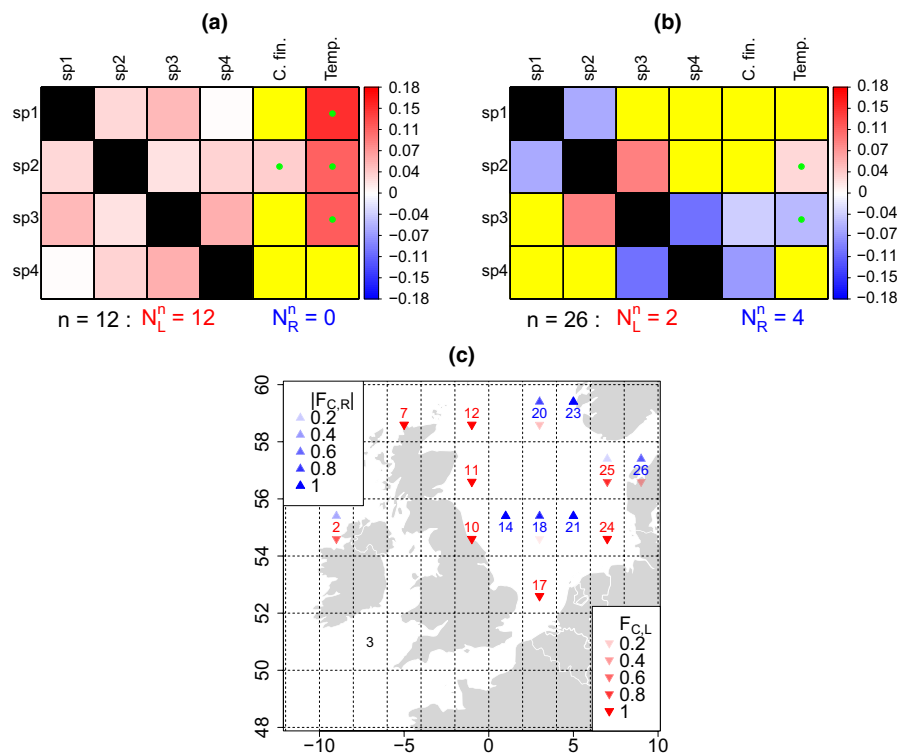 (a)
sp1 sp2 sp3 sp4 C. fin. Temp.
sp1
sp2
sp3
sp4
0.18
0.15
0.11
0.07
0.04
0
−0.04
−0.07
−0.11
−0.15
−0.18
n = 12 : N_L^n = 12 N_R^n = 0
(b)
sp1 sp2 sp3 sp4 C. fin. Temp.
sp1
sp2
sp3
sp4
0.18
0.15
0.11
0.07
0.04
0
−0.04
−0.07
−0.11
−0.15
−0.18
n = 26 : N_L^n = 2 N_R^n = 4
(c)
60
58
56
54
52
50
48
|F_C,R|
0.2
0.4
0.6
0.8
1
7 12 20 23
11 25 26
2 10 14 18 21 24
17
3
F_C,L
0.2
0.4
0.6
0.8
1
−10 −5 0 5 10